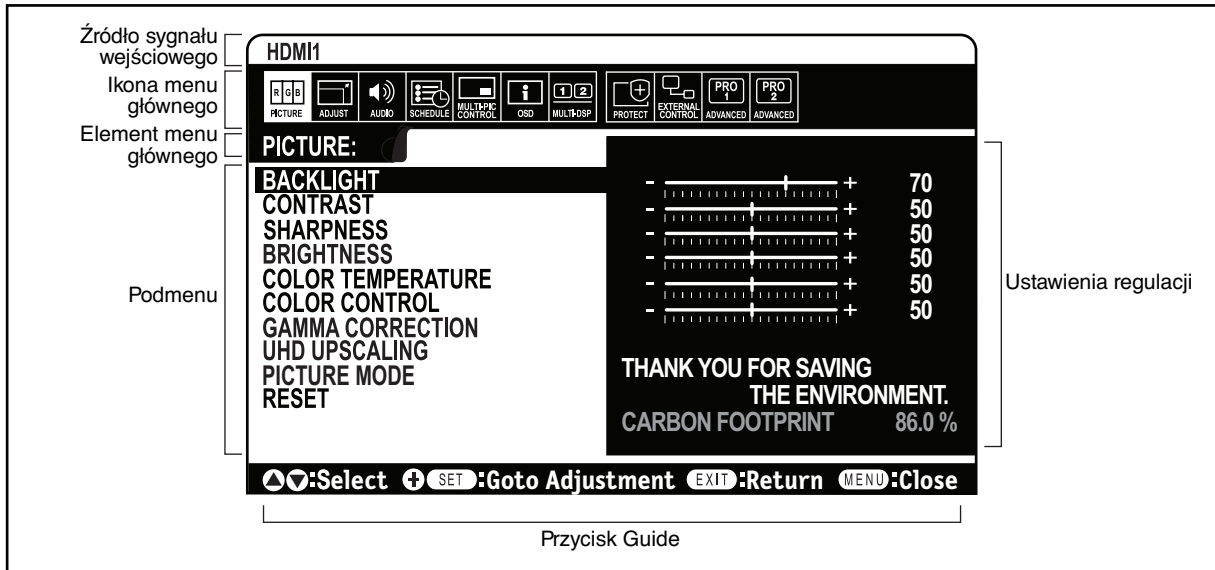 Źródło sygnału
wejściowego
HDMI1
Ikona menu
głównego
RGB
PICTURE
ADJUST
AUDIO
SCHEDULE
MULTI-PIC
CONTROL
OSD
1 2
MULTI-DSP
PROTECT
EXTERNAL
CONTROL
PRO
1
ADVANCED
PRO
2
ADVANCED
Element menu
głównego
PICTURE:
Podmenu
BACKLIGHT
CONTRAST
SHARPNESS
BRIGHTNESS
COLOR TEMPERATURE
COLOR CONTROL
GAMMA CORRECTION
UHD UPSCALING
PICTURE MODE
RESET
- + 70
- + 50
- + 50
- + 50
- + 50
- + 50
THANK YOU FOR SAVING
THE ENVIRONMENT.
CARBON FOOTPRINT 86.0 %
Ustawienia regulacji
:Select SET :Goto Adjustment EXIT :Return MENU :Close
Przycisk Guide